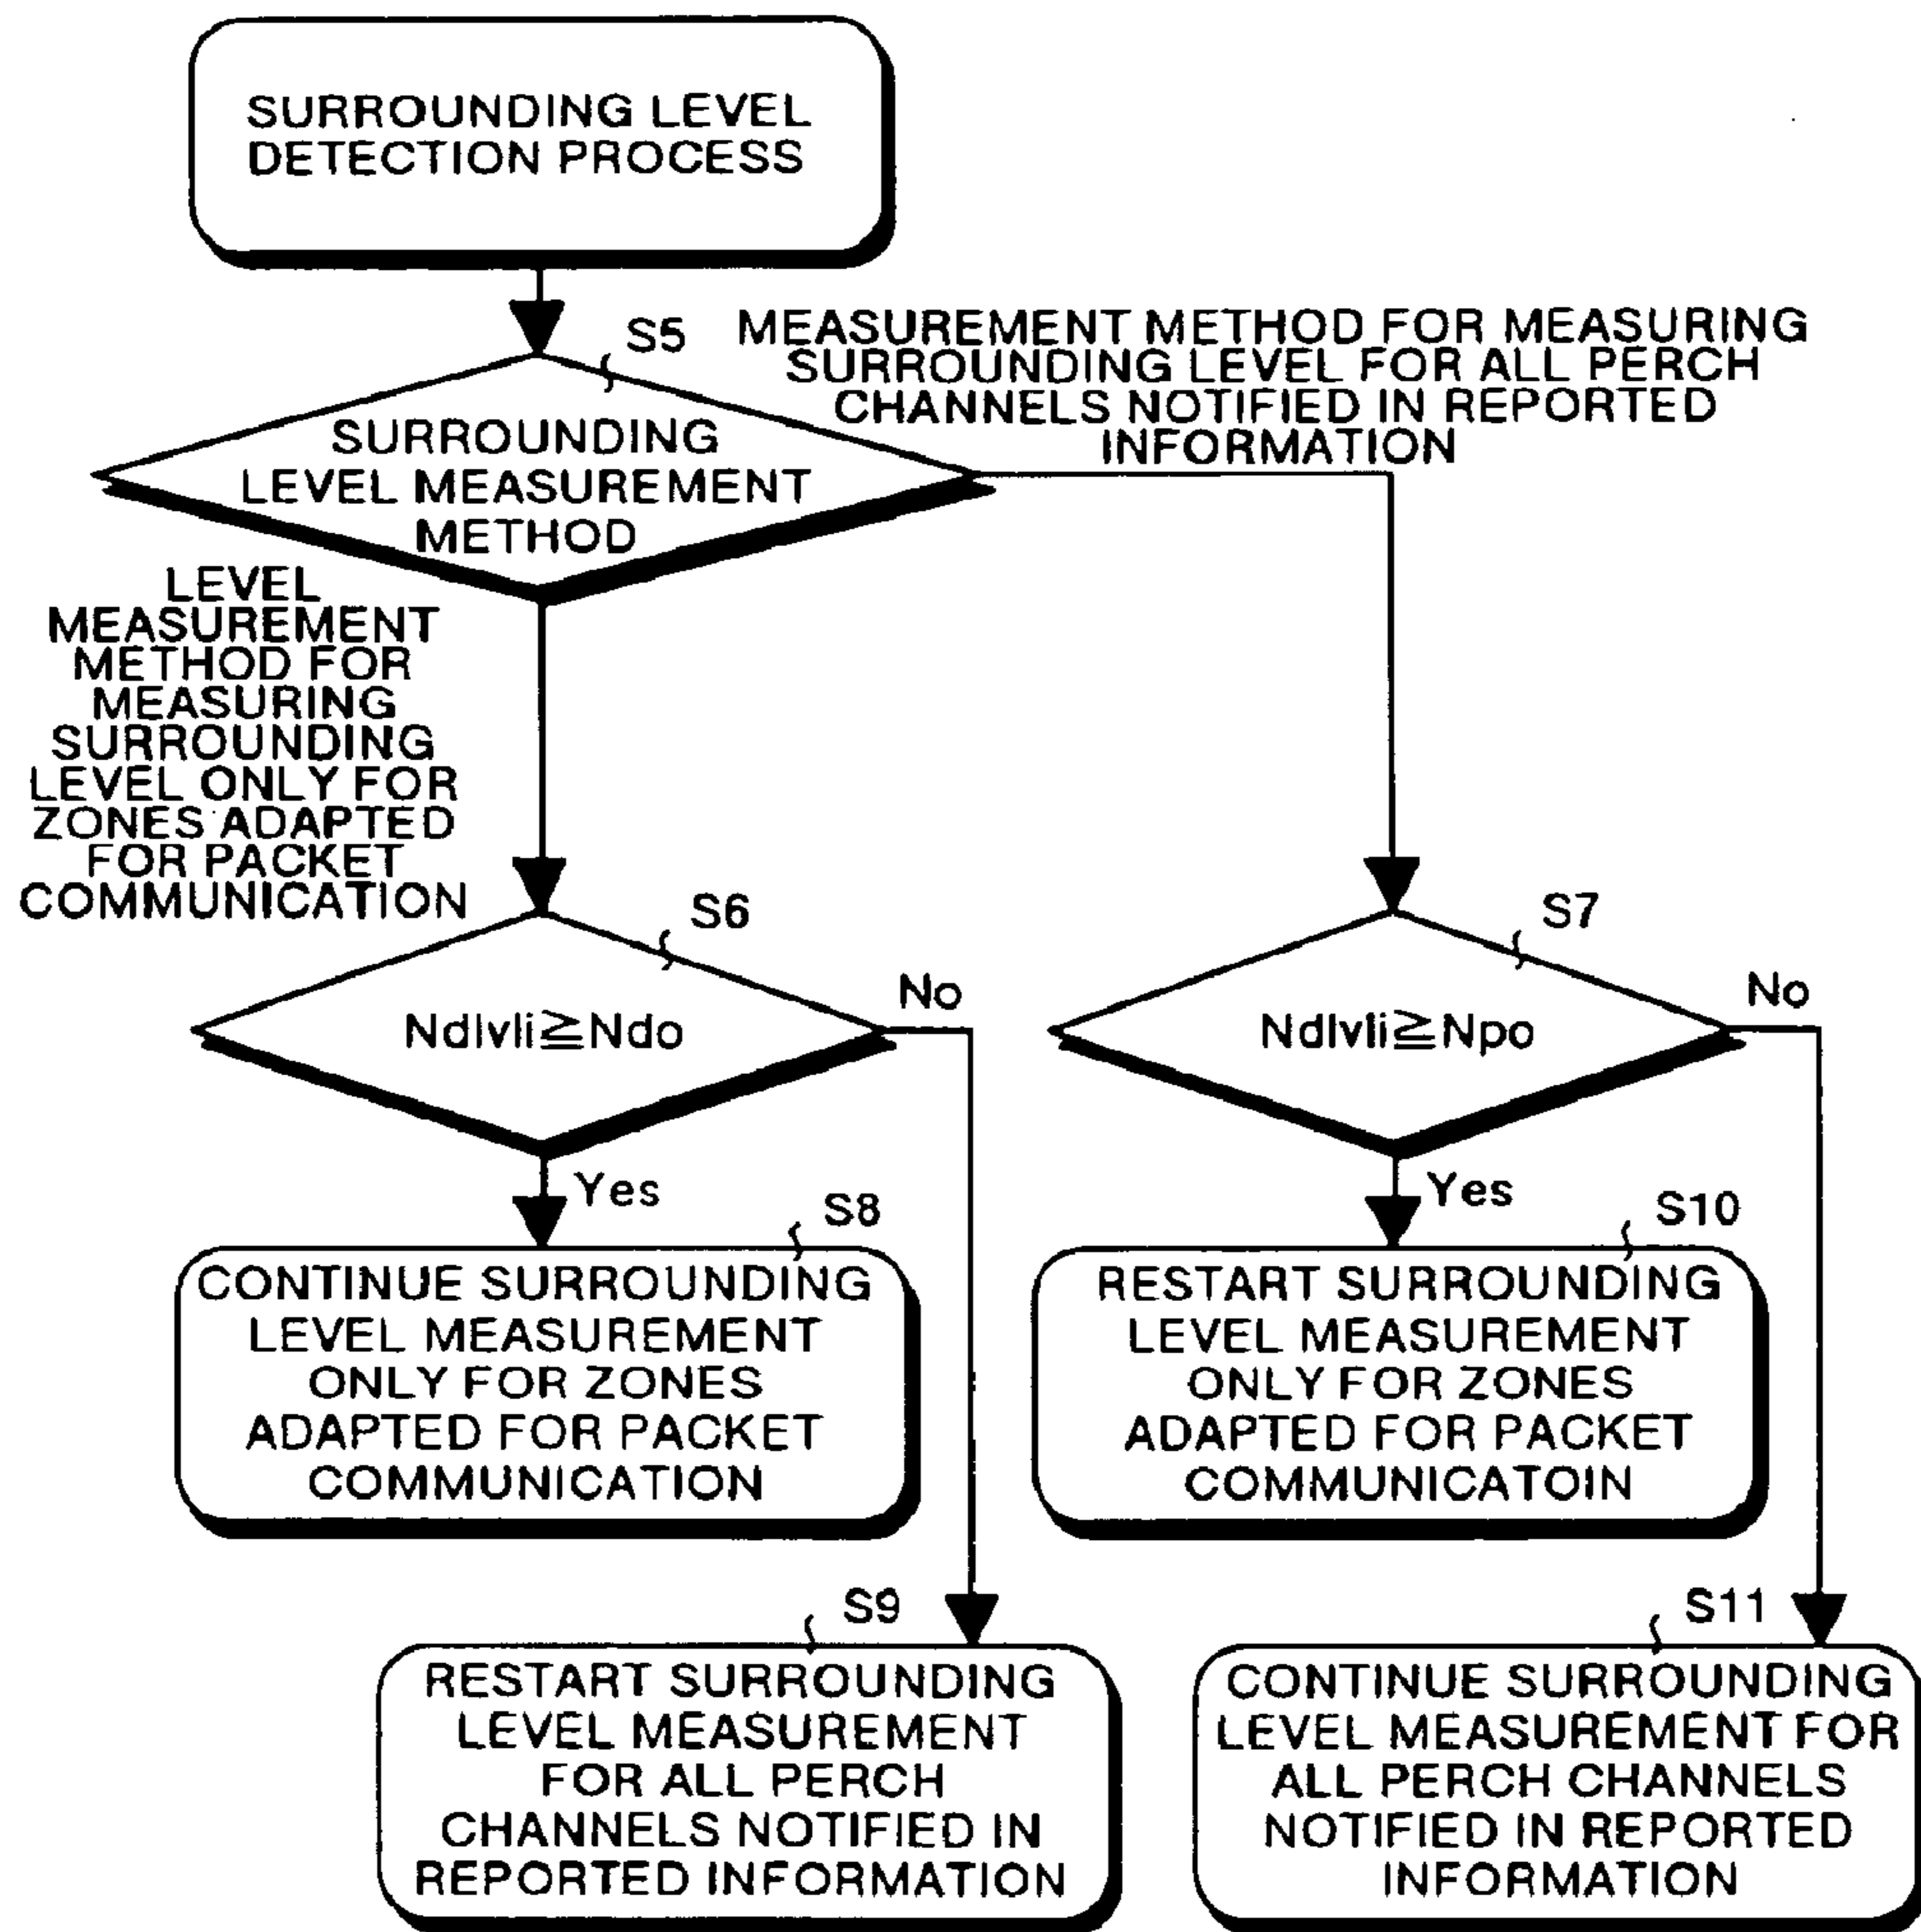 SURROUNDING LEVEL
DETECTION PROCESS
S5
MEASUREMENT METHOD FOR MEASURING
SURROUNDING LEVEL FOR ALL PERCH
CHANNELS NOTIFIED IN REPORTED
INFORMATION
SURROUNDING
LEVEL MEASUREMENT
METHOD
LEVEL
MEASUREMENT
METHOD FOR
MEASURING
SURROUNDING
LEVEL ONLY FOR
ZONES ADAPTED
FOR PACKET
COMMUNICATION
S6
Ndlvli≧Ndo
No
Yes
S7
Ndlvli≧Npo
No
Yes
S8
CONTINUE SURROUNDING
LEVEL MEASUREMENT
ONLY FOR ZONES
ADAPTED FOR PACKET
COMMUNICATION
S10
RESTART SURROUNDING
LEVEL MEASUREMENT
ONLY FOR ZONES
ADAPTED FOR PACKET
COMMUNICATOIN
S9
RESTART SURROUNDING
LEVEL MEASUREMENT
FOR ALL PERCH
CHANNELS NOTIFIED IN
REPORTED INFORMATION
S11
CONTINUE SURROUNDING
LEVEL MEASUREMENT FOR
ALL PERCH CHANNELS
NOTIFIED IN REPORTED
INFORMATION